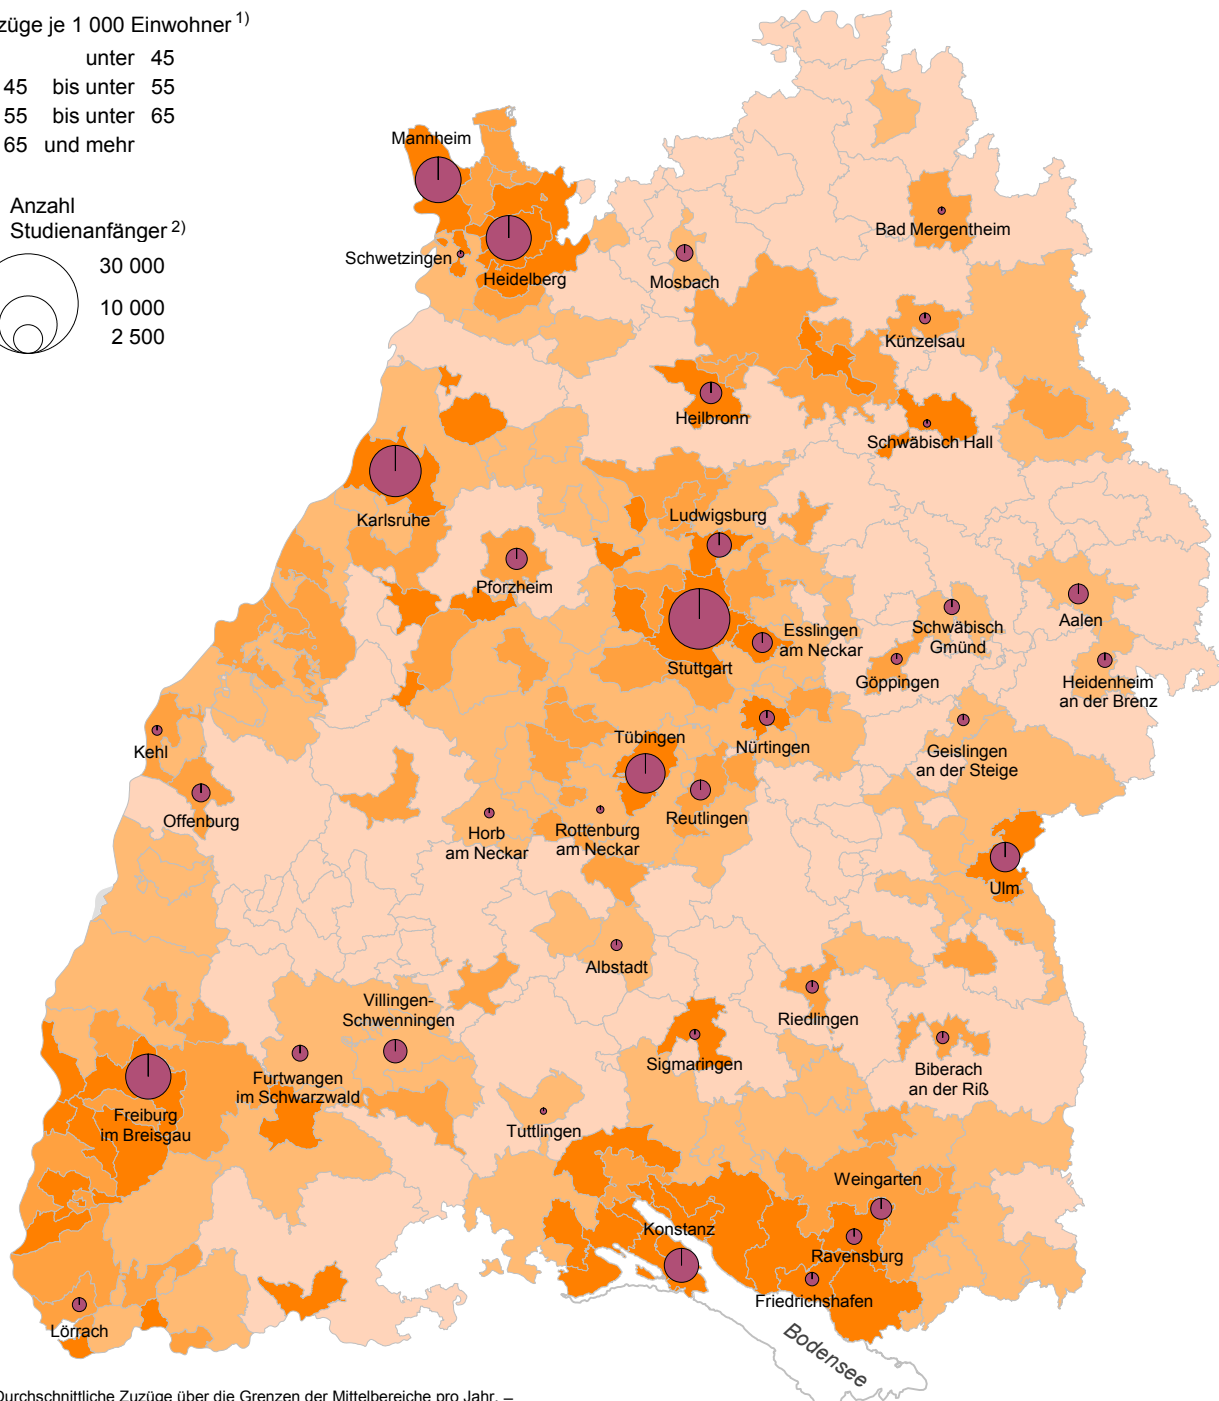 züge je 1 000 Einwohner 1)
unter 45
45 bis unter 55
55 bis unter 65
65 und mehr
Anzahl
Studienanfänger 2)
30 000
10 000
2 500
Mannheim
Schwetzingen
Heidelberg
Mosbach
Bad Mergentheim
Künzelsau
Heilbronn
Schwäbisch Hall
Karlsruhe
Ludwigsburg
Pforzheim
Stuttgart
Esslingen
am Neckar
Schwäbisch
Gmünd
Aalen
Göppingen
Heidenheim
an der Brenz
Kehl
Offenburg
Tübingen
Nürtingen
Geislingen
an der Steige
Horb
am Neckar
Rottenburg
am Neckar
Reutlingen
Ulm
Albstadt
Villingen-
Schwenningen
Riedlingen
Sigmaringen
Biberach
an der Riß
Furtwangen
im Schwarzwald
Freiburg
im Breisgau
Tuttlingen
Weingarten
Konstanz
Ravensburg
Friedrichshafen
Lörrach
Bodensee
Durchschnittliche Zuzüge über die Grenzen der Mittelbereiche pro Jahr. –